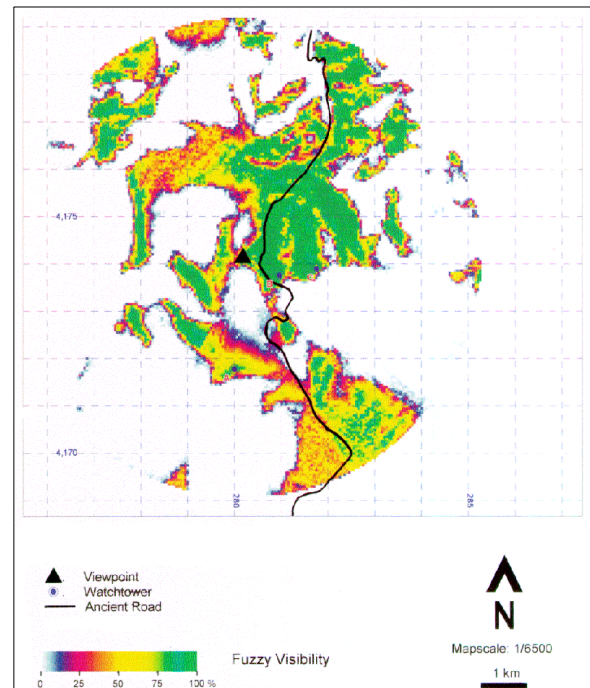 4,175
4,170
280
285
Viewpoint
Watchtower
Ancient Road
N
Mapscale: 1/6500
1 km
Fuzzy Visibility
0 25 50 75 100 %